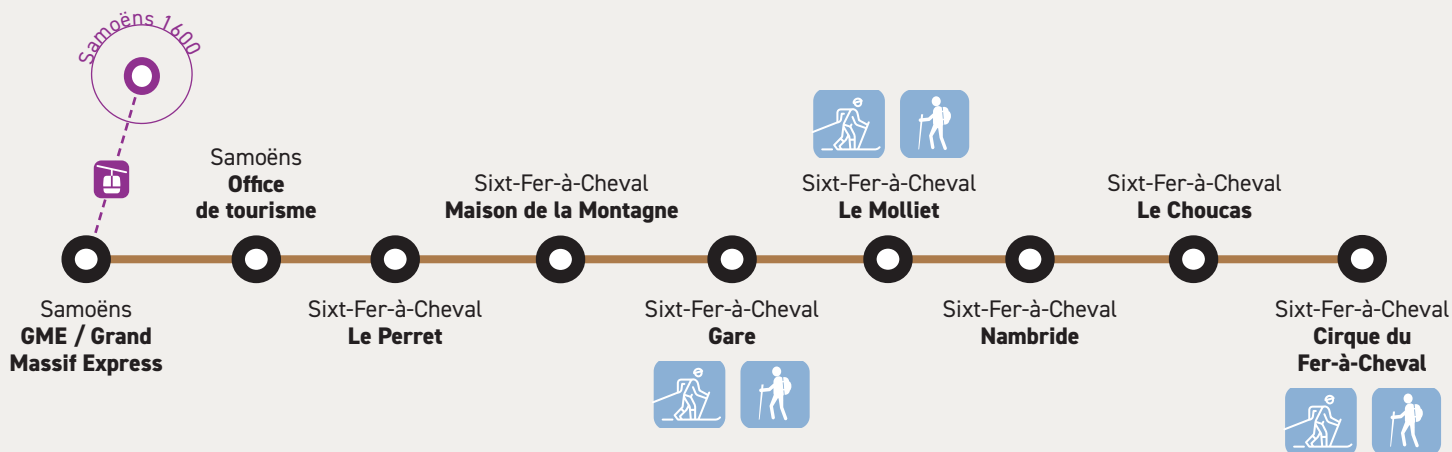 Samoëns 1600
Samoëns
Office
de tourisme
Sixt-Fer-à-Cheval
Maison de la Montagne
Sixt-Fer-à-Cheval
Le Molliet
Sixt-Fer-à-Cheval
Le Choucas
Samoëns
GME / Grand
Massif Express
Sixt-Fer-à-Cheval
Le Perret
Sixt-Fer-à-Cheval
Gare
Sixt-Fer-à-Cheval
Nambride
Sixt-Fer-à-Cheval
Cirque du
Fer-à-Cheval